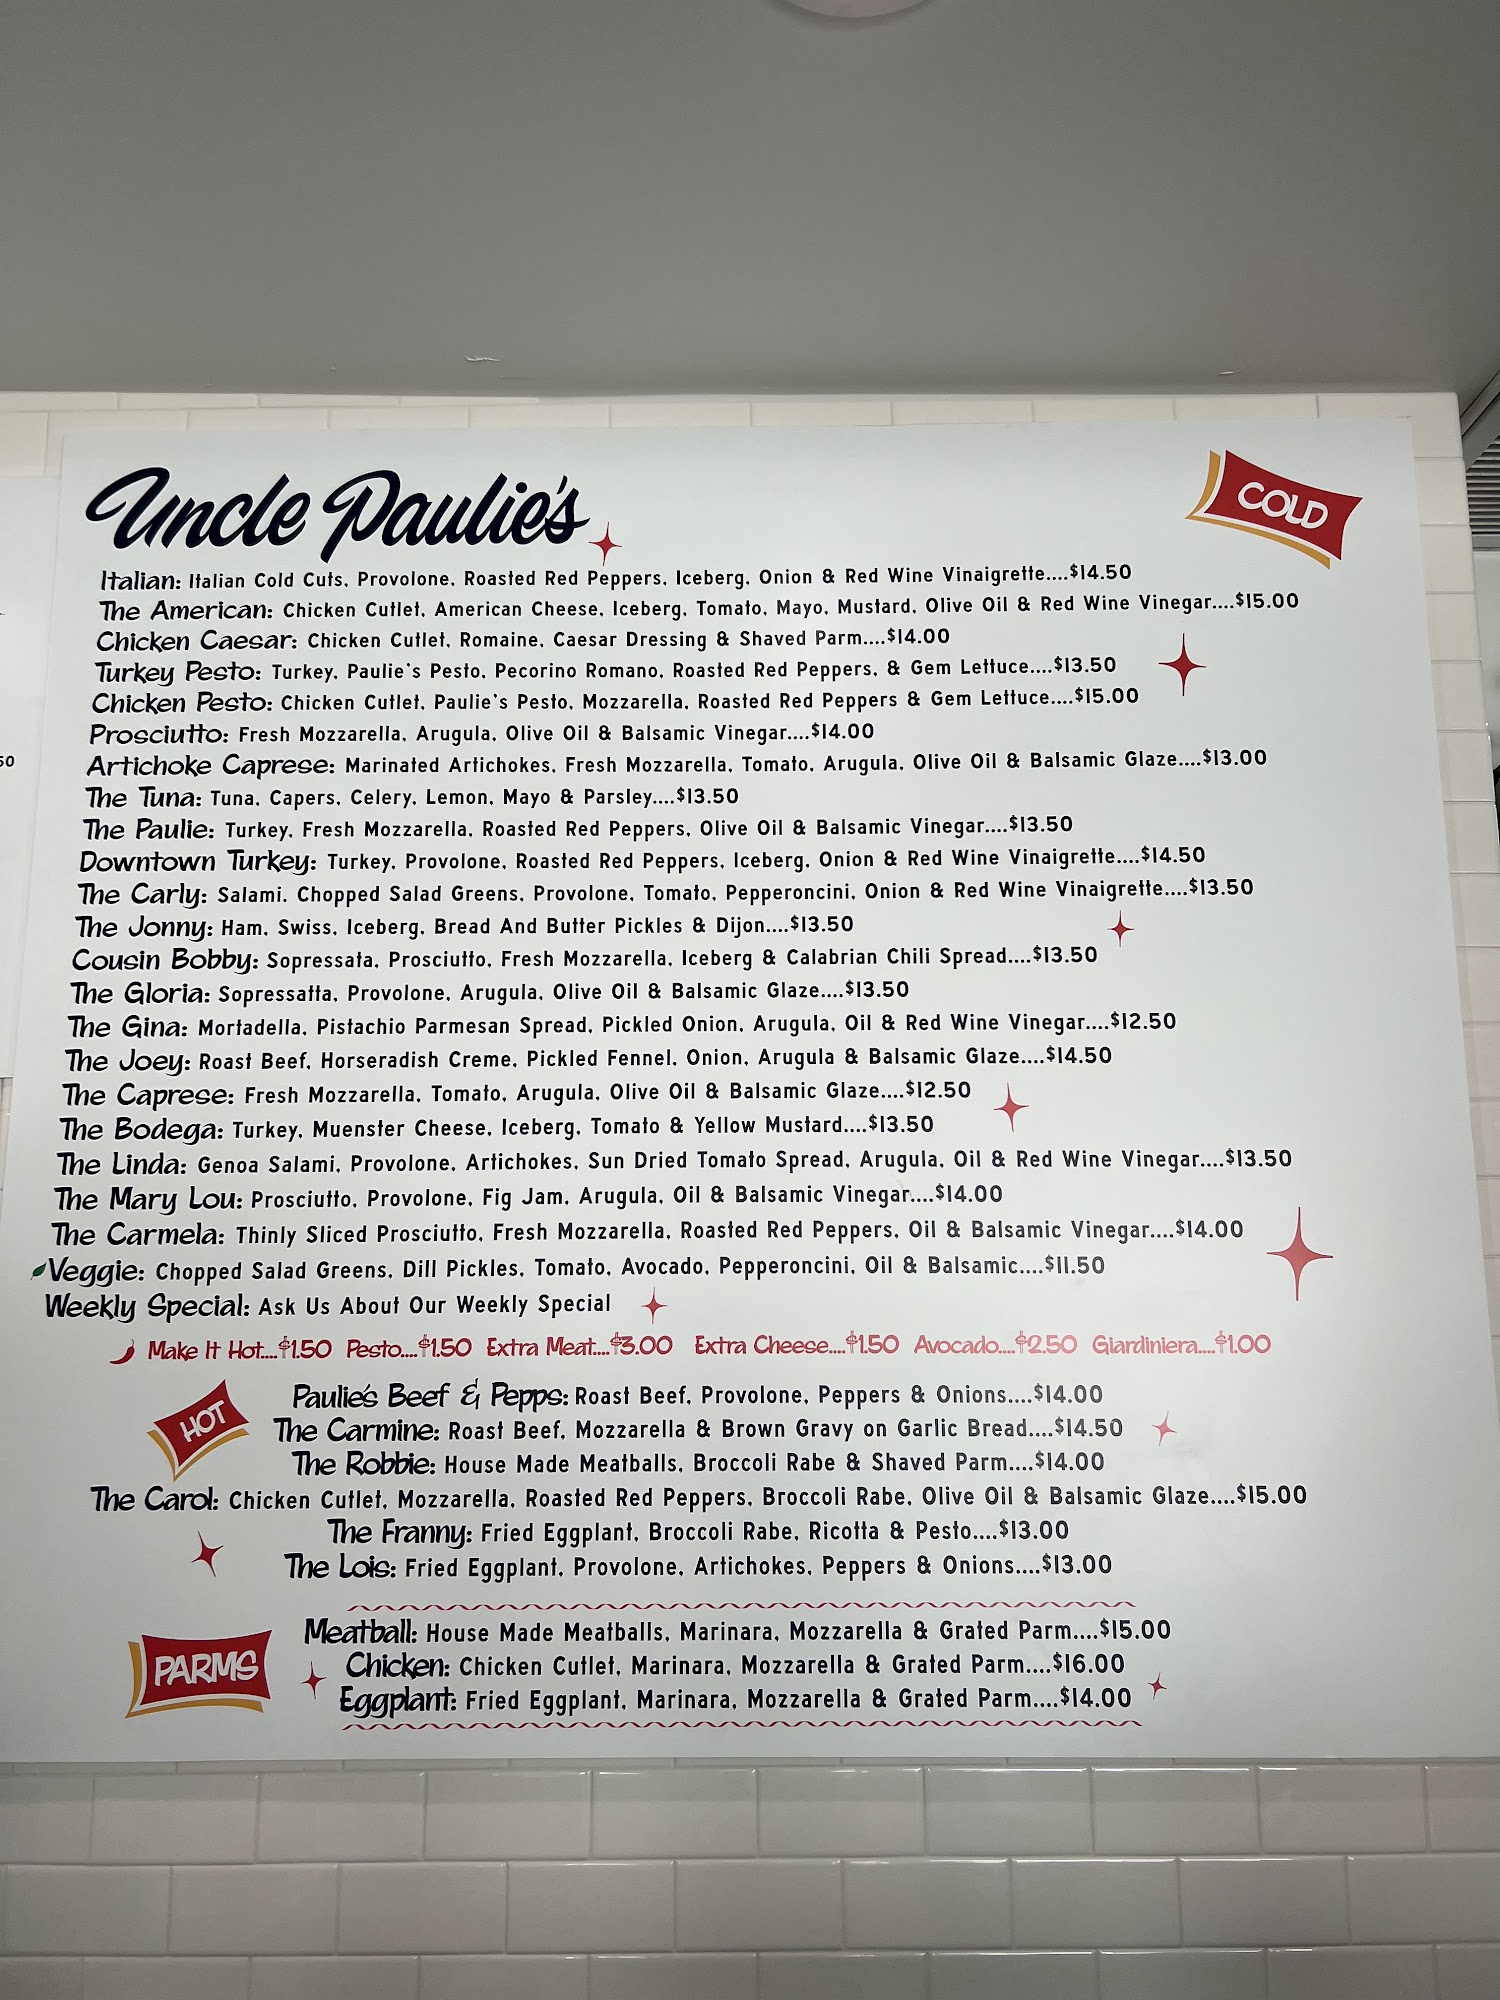 Uncle Paulie's
COLD
Italian: Italian Cold Cuts, Provolone, Roasted Red Peppers, Iceberg, Onion & Red Wine Vinaigrette....$14.50
The American: Chicken Cutlet, American Cheese, Iceberg, Tomato, Mayo, Mustard, Olive Oil & Red Wine Vinegar....$15.00
Chicken Caesar: Chicken Cutlet, Romaine, Caesar Dressing & Shaved Parm....$14.00
Turkey Pesto: Turkey, Paulie's Pesto, Pecorino Romano, Roasted Red Peppers, & Gem Lettuce....$13.50
Chicken Pesto: Chicken Cutlet, Paulie's Pesto, Mozzarella, Roasted Red Peppers & Gem Lettuce....$15.00
Prosciutto: Fresh Mozzarella, Arugula, Olive Oil & Balsamic Vinegar....$14.00
Artichoke Caprese: Marinated Artichokes, Fresh Mozzarella, Tomato, Arugula, Olive Oil & Balsamic Glaze....$13.00
The Tuna: Tuna, Capers, Celery, Lemon, Mayo & Parsley....$13.50
The Paulie: Turkey, Fresh Mozzarella, Roasted Red Peppers, Olive Oil & Balsamic Vinegar....$13.50
Downtown Turkey: Turkey, Provolone, Roasted Red Peppers, Iceberg, Onion & Red Wine Vinaigrette....$14.50
The Carly: Salami. Chopped Salad Greens, Provolone, Tomato, Pepperoncini, Onion & Red Wine Vinaigrette....$13.50
The Jonny: Ham, Swiss, Iceberg, Bread And Butter Pickles & Dijon....$13.50
Cousin Bobby: Sopressata, Prosciutto, Fresh Mozzarella, Iceberg & Calabrian Chili Spread....$13.50
The Gloria: Sopressatta, Provolone, Arugula, Olive Oil & Balsamic Glaze....$13.50
The Gina: Mortadella, Pistachio Parmesan Spread, Pickled Onion, Arugula, Oil & Red Wine Vinegar....$12.50
The Joey: Roast Beef, Horseradish Creme, Pickled Fennel. Onion, Arugula & Balsamic Glaze....$14.50
The Caprese: Fresh Mozzarella, Tomato, Arugula, Olive Oil & Balsamic Glaze....$12.50
The Bodega: Turkey, Muenster Cheese, Iceberg, Tomato & Yellow Mustard....$13.50
The Linda: Genoa Salami, Provolone, Artichokes, Sun Dried Tomato Spread, Arugula, Oil & Red Wine Vinegar....$13.50
The Mary Lou: Prosciutto, Provolone, Fig Jam, Arugula, Oil & Balsamic Vinegar....$14.00
The Carmela: Thinly Sliced Prosciutto, Fresh Mozzarella, Roasted Red Peppers, Oil & Balsamic Vinegar....$14.00
Veggie: Chopped Salad Greens, Dill Pickles, Tomato, Avocado, Pepperoncini, Oil & Balsamic....$11.50
Weekly Special: Ask Us About Our Weekly Special
Make It Hot....$1.50 Pesto....$1.50 Extra Meat....$3.00 Extra Cheese....$1.50 Avocado....$2.50 Giardiniera....$1.00
HOT
Paulie's Beef & Pepps: Roast Beef, Provolone, Peppers & Onions....$14.00
The Carmine: Roast Beef, Mozzarella & Brown Gravy on Garlic Bread....$14.50
The Robbie: House Made Meatballs, Broccoli Rabe & Shaved Parm....$14.00
The Carol: Chicken Cutlet, Mozzarella, Roasted Red Peppers, Broccoli Rabe, Olive Oil & Balsamic Glaze....$15.00
The Franny: Fried Eggplant, Broccoli Rabe, Ricotta & Pesto....$13.00
The Lois: Fried Eggplant, Provolone, Artichokes, Peppers & Onions....$13.00
PARMS
Meatball: House Made Meatballs, Marinara, Mozzarella & Grated Parm....$15.00
Chicken: Chicken Cutlet, Marinara, Mozzarella & Grated Parm....$16.00
Eggplant: Fried Eggplant, Marinara, Mozzarella & Grated Parm....$14.00